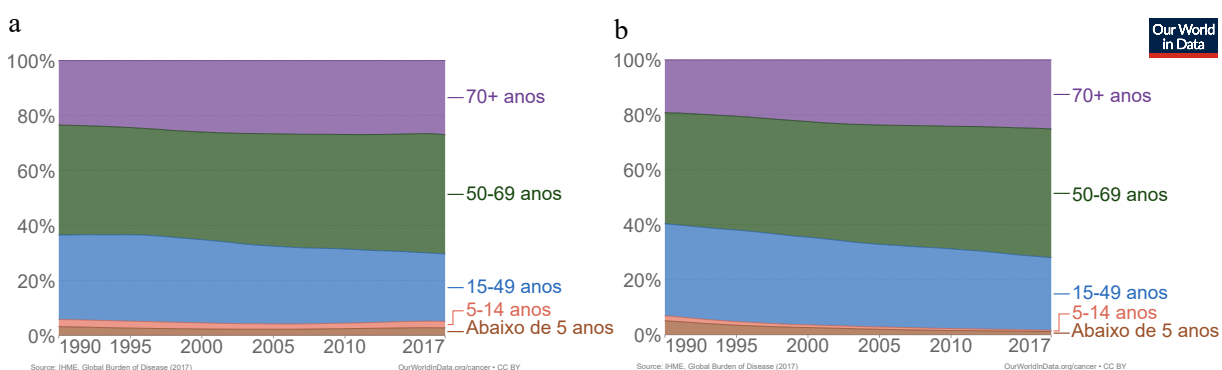 a
100%
80%
60%
40%
20%
0%
1990 1995 2000 2005 2010 2017
70+ anos
50-69 anos
15-49 anos
5-14 anos
Abaixo de 5 anos
Source: IHME, Global Burden of Disease (2017)
OurWorldInData.org/cancer • CC BY
b
Our World
in Data
100%
80%
60%
40%
20%
0%
1990 1995 2000 2005 2010 2017
70+ anos
50-69 anos
15-49 anos
5-14 anos
Abaixo de 5 anos
Source: IHME, Global Burden of Disease (2017)
OurWorldInData.org/cancer • CC BY